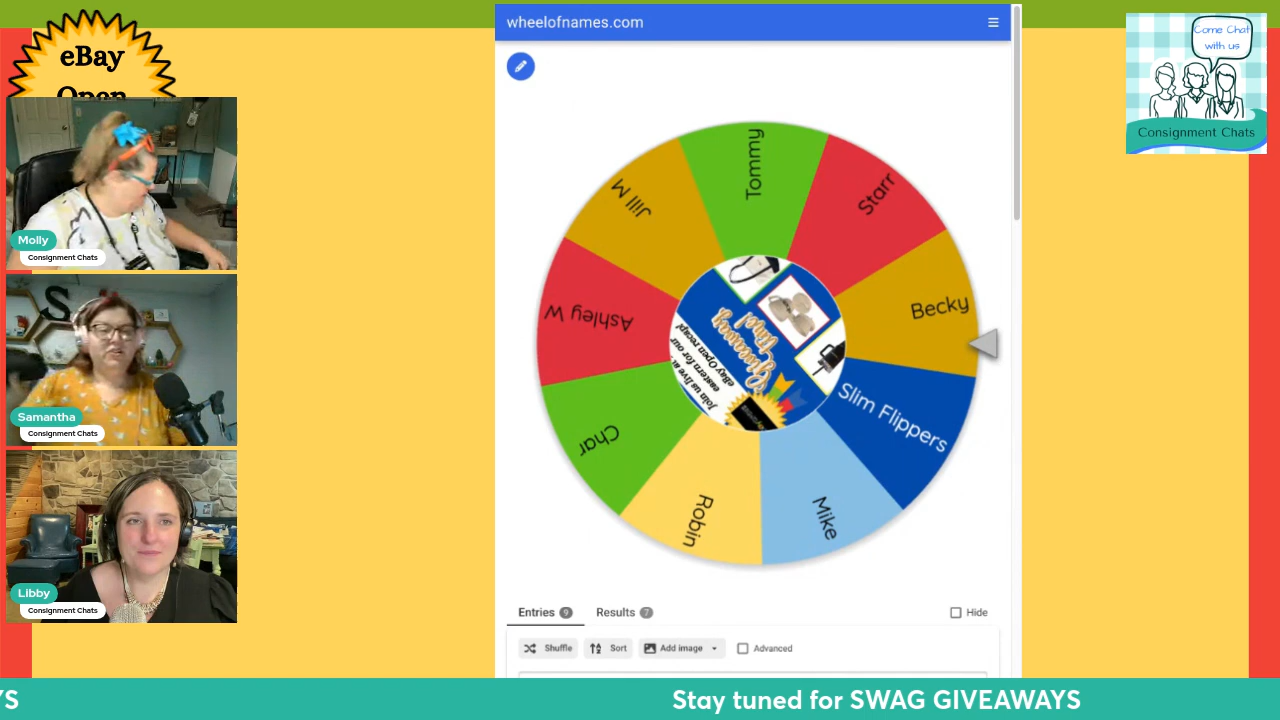 eBay
Open
wheelofnames.com
Come Chat
with us
Consignment Chats
Tommy
Starr
Becky
Slim Flippers
Mike
Robin
Char
Ashley W
Jill M
Giveaway
time!
Join us live at
eastern for our
eBay Open recap!
S
Molly
Consignment Chats
Samantha
Consignment Chats
Libby
Consignment Chats
Entries 9
Results 7
Hide
Shuffle
Sort
Add image
Advanced
YS
Stay tuned for SWAG GIVEAWAYS